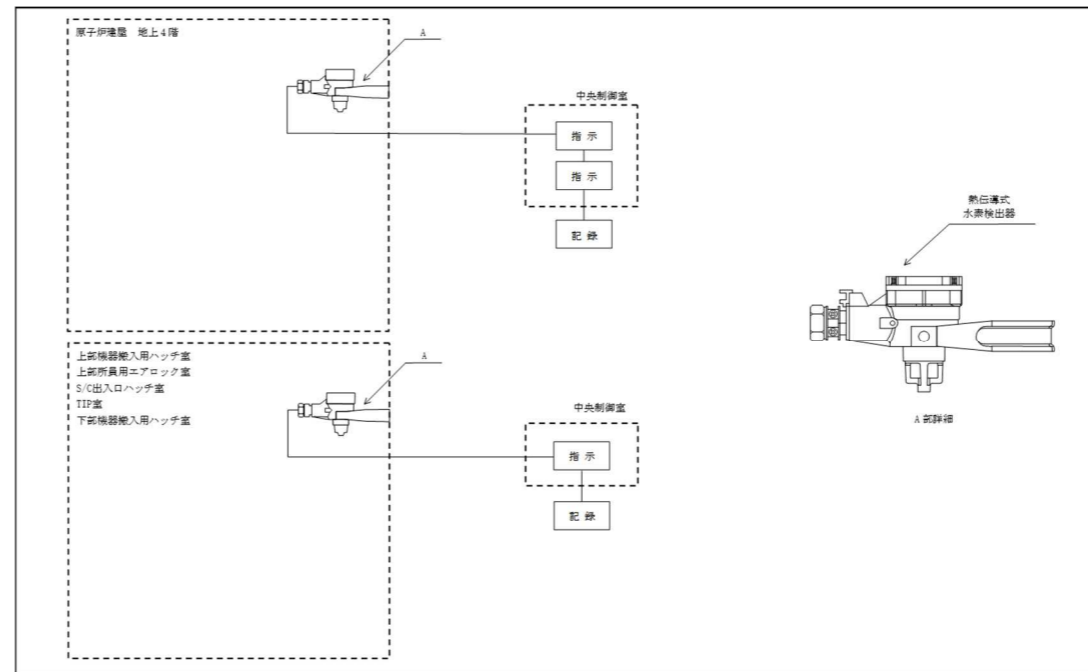 原子炉建屋 地上4階
A
中央制御室
指示
指示
記録
上部機器搬入用ハッチ室
上部所員用エアロック室
S/C出入口ハッチ室
TIP室
下部機器搬入用ハッチ室
A
中央制御室
指示
記録
熱伝導式
水素検出器
A部詳細